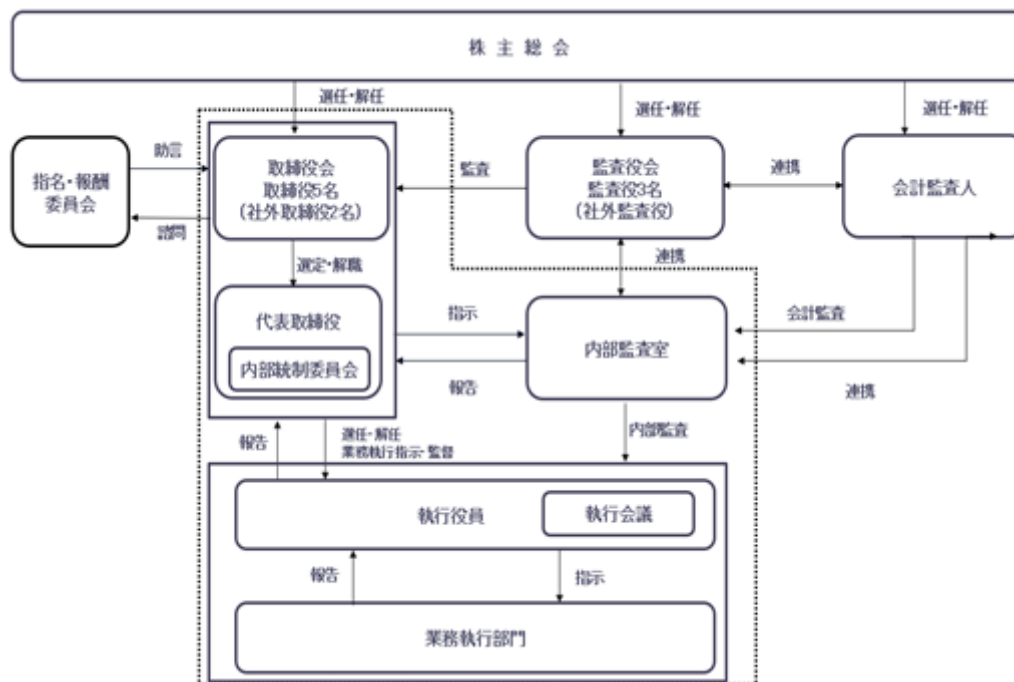 株主総会
選任・解任
選任・解任
選任・解任
指名・報酬
委員会
助言
諮問
取締役会
取締役5名
(社外取締役2名)
監査
監査役会
監査役3名
(社外監査役)
連携
会計監査人
選定・解職
連携
代表取締役
内部統制委員会
指示
報告
内部監査室
会計監査
連携
報告
選任・解任
業務執行指示・監督
内部監査
執行役員
執行会議
報告
指示
業務執行部門